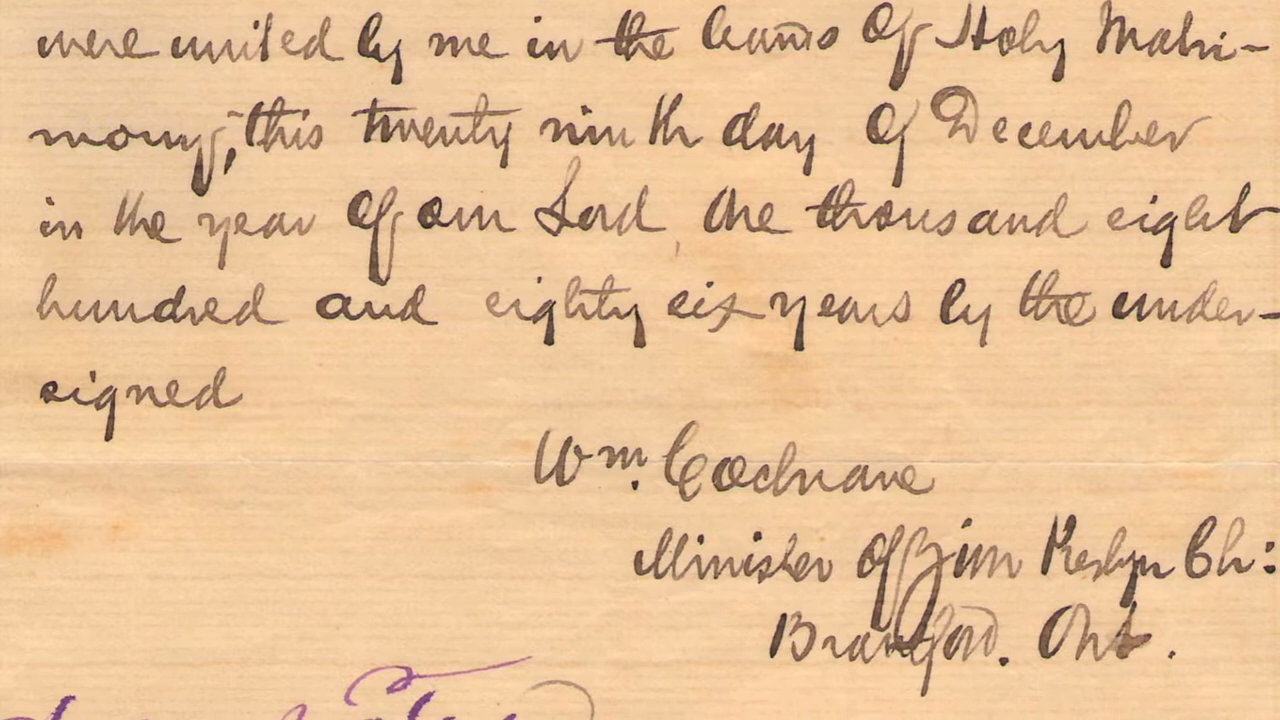 were united by me in the bands of Holy Matri-
mony, this twenty ninth day of December
in the year of our Lord, one thousand eight
hundred and eighty six years by the under-
signed
Wm. Cochrane
Minister of Zion Presbyn Ch:
Brantford. Ont.